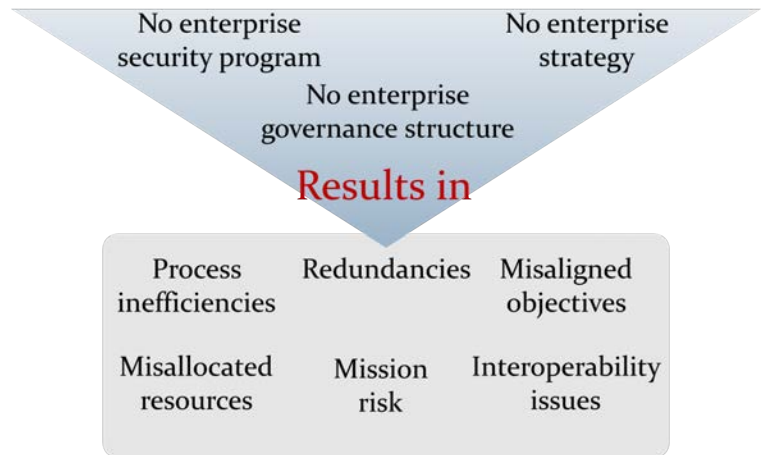 No enterprise
security program
No enterprise
strategy
No enterprise
governance structure
Results in
Process
inefficiencies
Redundancies
Misaligned
objectives
Misallocated
resources
Mission
risk
Interoperability
issues